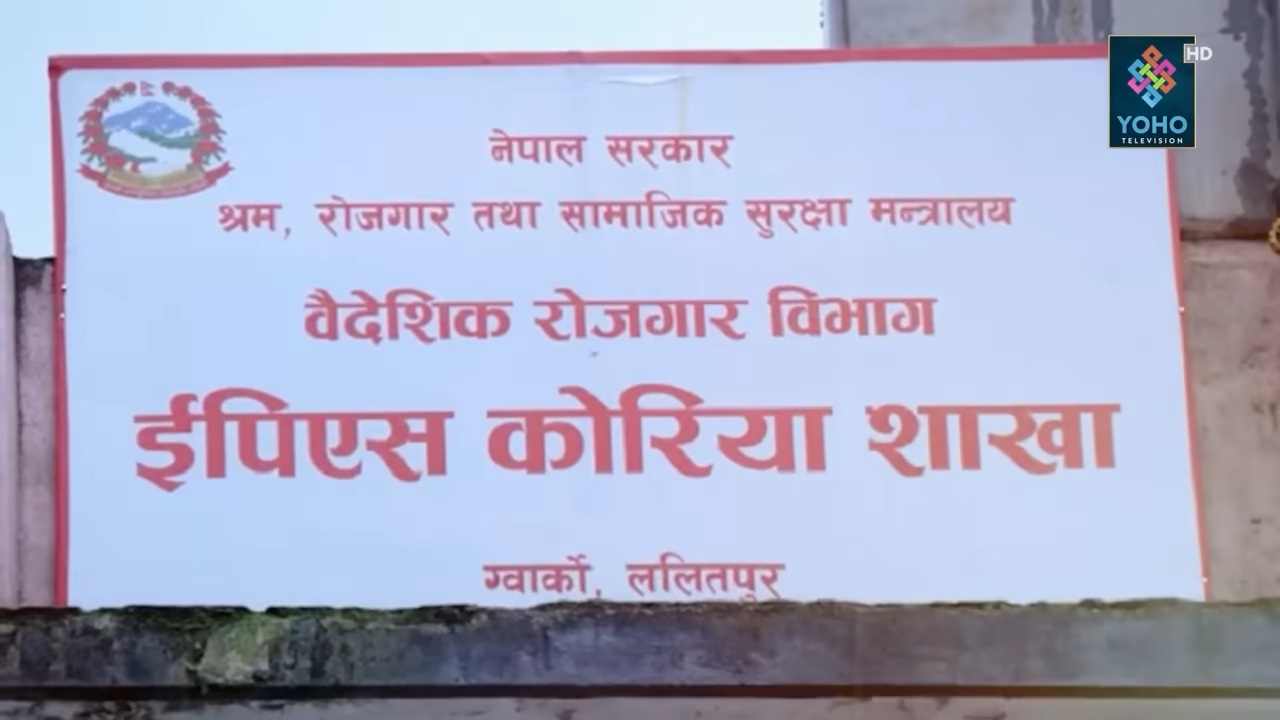 नेपाल सरकार
श्रम, रोजगार तथा सामाजिक सुरक्षा मन्त्रालय
वैदेशिक रोजगार विभाग
ईपिएस कोरिया शाखा
ग्वार्को, ललितपुर
YOHO
TELEVISION
HD